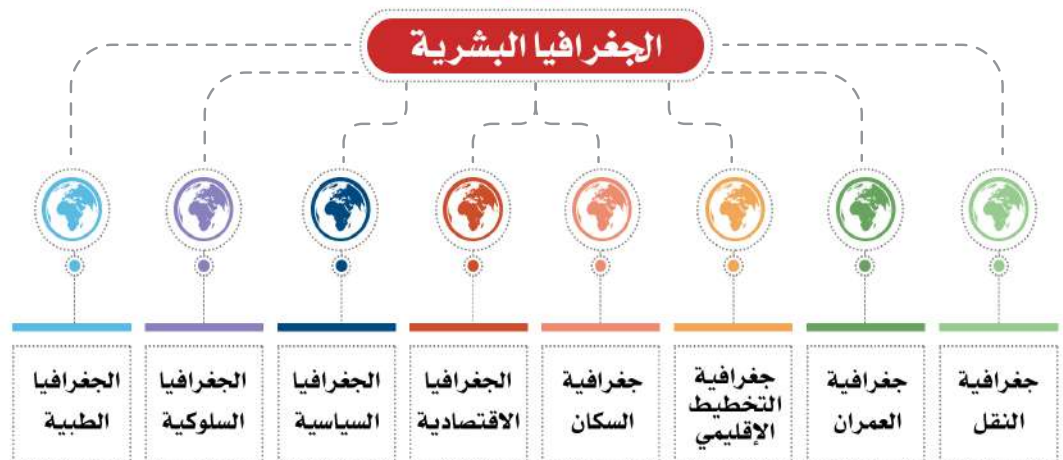 الجغرافيا البشرية
جغرافية
النقل
جغرافية
العمران
جغرافية
التخطيط
الإقليمي
جغرافية
السكان
الجغرافيا
الاقتصادية
الجغرافيا
السياسية
الجغرافيا
السلوكية
الجغرافيا
الطبية